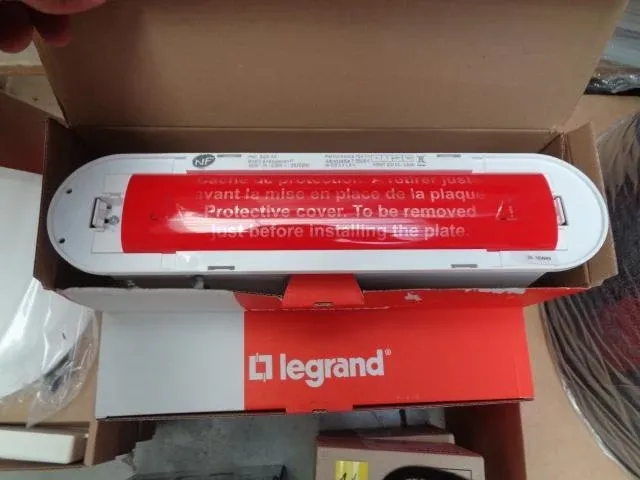 NF
Cache de protection. A retirer juste
avant la mise en place de la plaque
Protective cover. To be removed
just before installing the plate.
legrand®